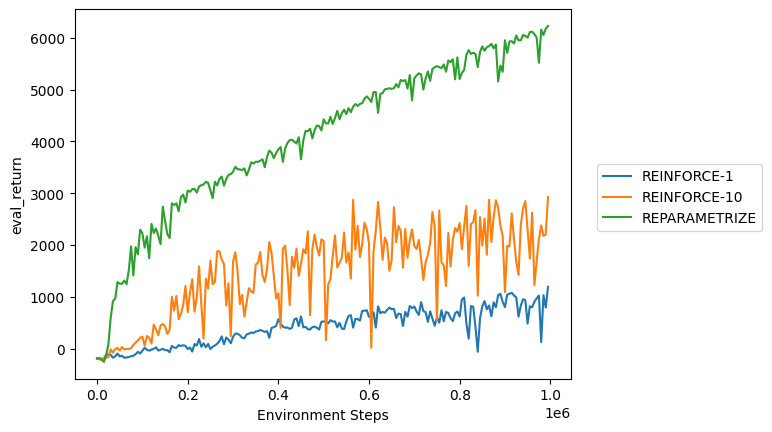 eval_return
6000
5000
4000
3000
2000
1000
0
0.0 0.2 0.4 0.6 0.8 1.0
1e6
Environment Steps
REINFORCE-1
REINFORCE-10
REPARAMETRIZE